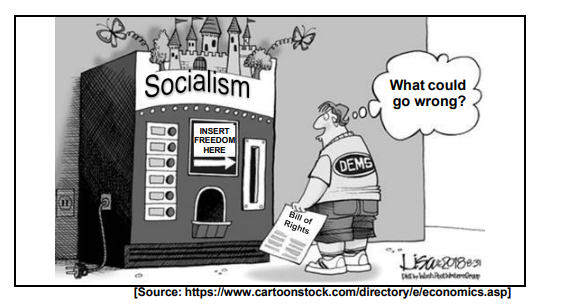 Socialism
INSERT
FREEDOM
HERE
What could
go wrong?
DEMS
Bill of
Rights
[Source: https://www.cartoonstock.com/directory/e/economics.asp]